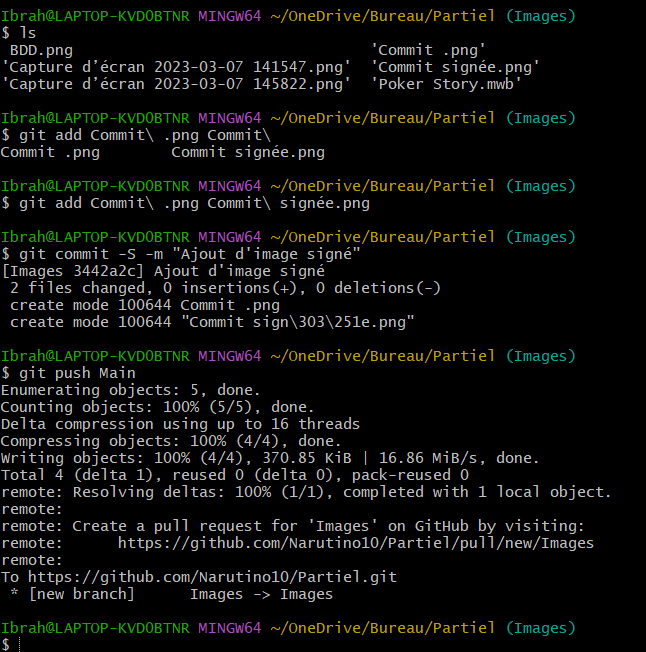 Ibrah@LAPTOP-KVD0BTNR MINGW64 ~/OneDrive/Bureau/Partiel (Images)
$ ls
 BDD.png                                 'Commit .png'
'Capture d’écran 2023-03-07 141547.png'  'Commit signée.png'
'Capture d’écran 2023-03-07 145822.png'  'Poker Story.mwb'
Ibrah@LAPTOP-KVD0BTNR MINGW64 ~/OneDrive/Bureau/Partiel (Images)
$ git add Commit\ .png Commit\
Commit .png        Commit signée.png
Ibrah@LAPTOP-KVD0BTNR MINGW64 ~/OneDrive/Bureau/Partiel (Images)
$ git add Commit\ .png Commit\ signée.png
Ibrah@LAPTOP-KVD0BTNR MINGW64 ~/OneDrive/Bureau/Partiel (Images)
$ git commit -S -m "Ajout d'image signé"
[Images 3442a2c] Ajout d'image signé
 2 files changed, 0 insertions(+), 0 deletions(-)
 create mode 100644 Commit .png
 create mode 100644 "Commit sign\303\251e.png"
Ibrah@LAPTOP-KVD0BTNR MINGW64 ~/OneDrive/Bureau/Partiel (Images)
$ git push Main
Enumerating objects: 5, done.
Counting objects: 100% (5/5), done.
Delta compression using up to 16 threads
Compressing objects: 100% (4/4), done.
Writing objects: 100% (4/4), 370.85 KiB | 16.86 MiB/s, done.
Total 4 (delta 1), reused 0 (delta 0), pack-reused 0
remote: Resolving deltas: 100% (1/1), completed with 1 local object.
remote:
remote: Create a pull request for 'Images' on GitHub by visiting:
remote:      https://github.com/Narutino10/Partiel/pull/new/Images
remote:
To https://github.com/Narutino10/Partiel.git
 * [new branch]      Images -> Images
Ibrah@LAPTOP-KVD0BTNR MINGW64 ~/OneDrive/Bureau/Partiel (Images)
$